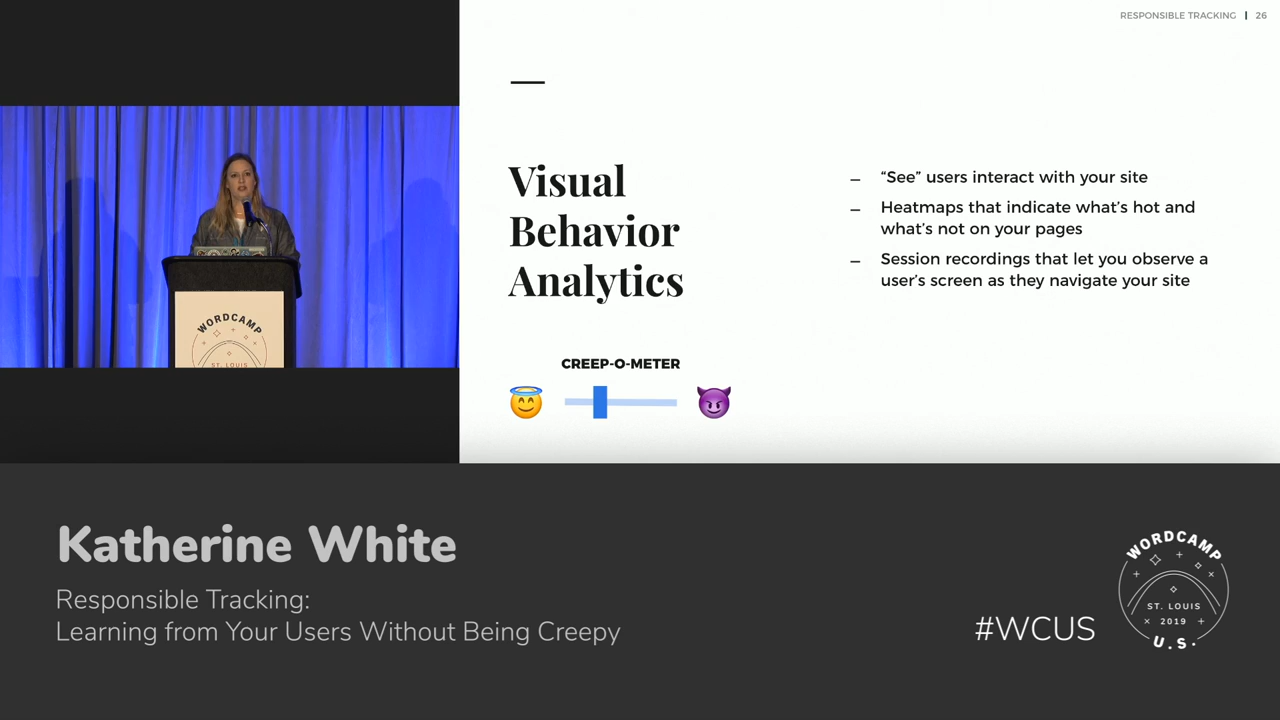 RESPONSIBLE TRACKING | 26
Visual
Behavior
Analytics
– “See” users interact with your site
– Heatmaps that indicate what’s hot and
what’s not on your pages
– Session recordings that let you observe a
user’s screen as they navigate your site
CREEP-O-METER
WORDCAMP
ST. LOUIS
Katherine White
Responsible Tracking:
Learning from Your Users Without Being Creepy
#WCUS
WORDCAMP
ST. LOUIS
2019
U.S.